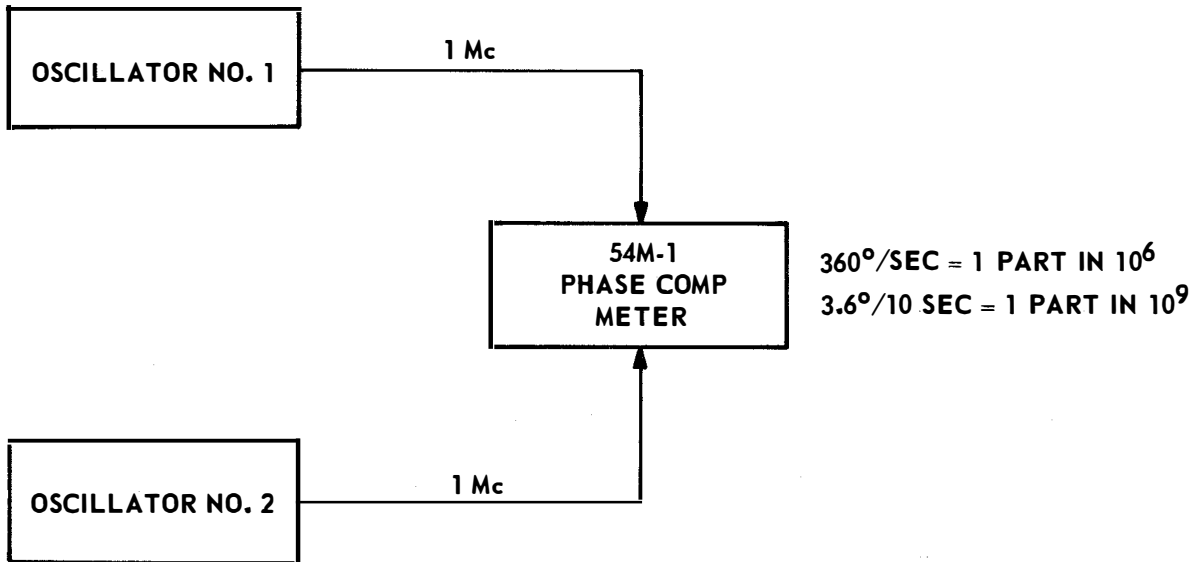 OSCILLATOR NO. 1
1 Mc
54M-1
PHASE COMP
METER
360°/SEC = 1 PART IN 10⁶
3.6°/10 SEC = 1 PART IN 10⁹
OSCILLATOR NO. 2
1 Mc